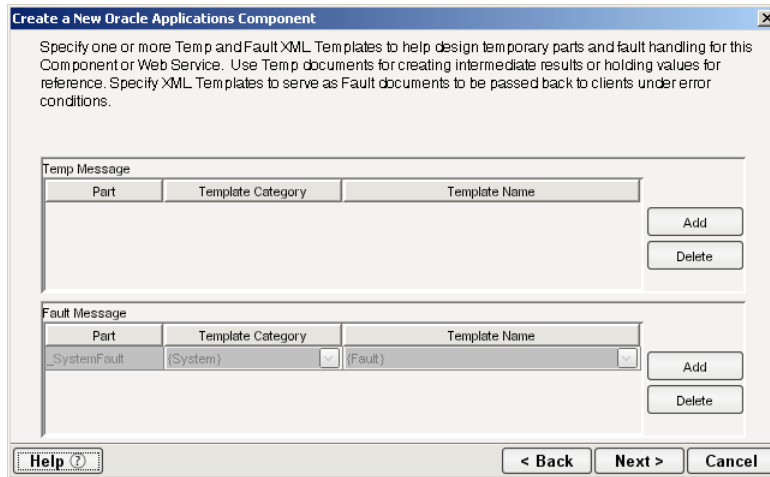 Create a New Oracle Applications Component
Specify one or more Temp and Fault XML Templates to help design temporary parts and fault handling for this
Component or Web Service. Use Temp documents for creating intermediate results or holding values for
reference. Specify XML Templates to serve as Fault documents to be passed back to clients under error
conditions.
Temp Message
Part Template Category Template Name
Add
Delete
Fault Message
Part Template Category Template Name
_SystemFault {System} {Fault}
Add
Delete
Help ? < Back Next > Cancel